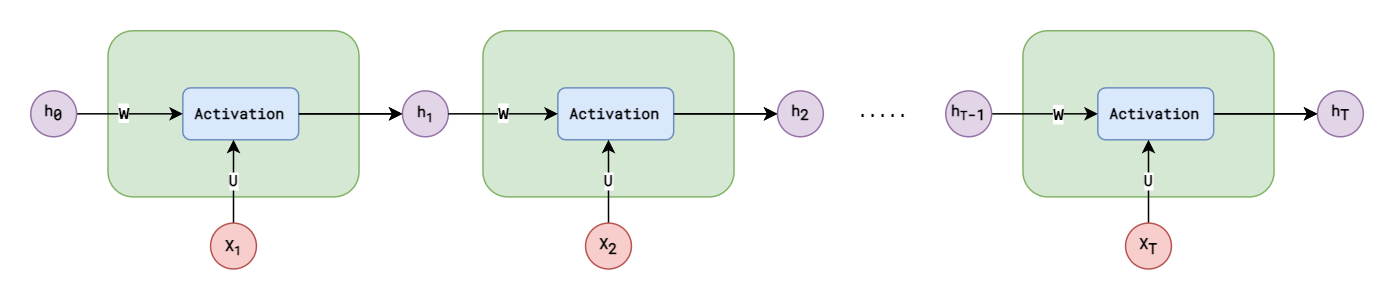 h0 W Activation h1 W Activation h2 ..... hT-1 W Activation hT
U U U
X1 X2 XT